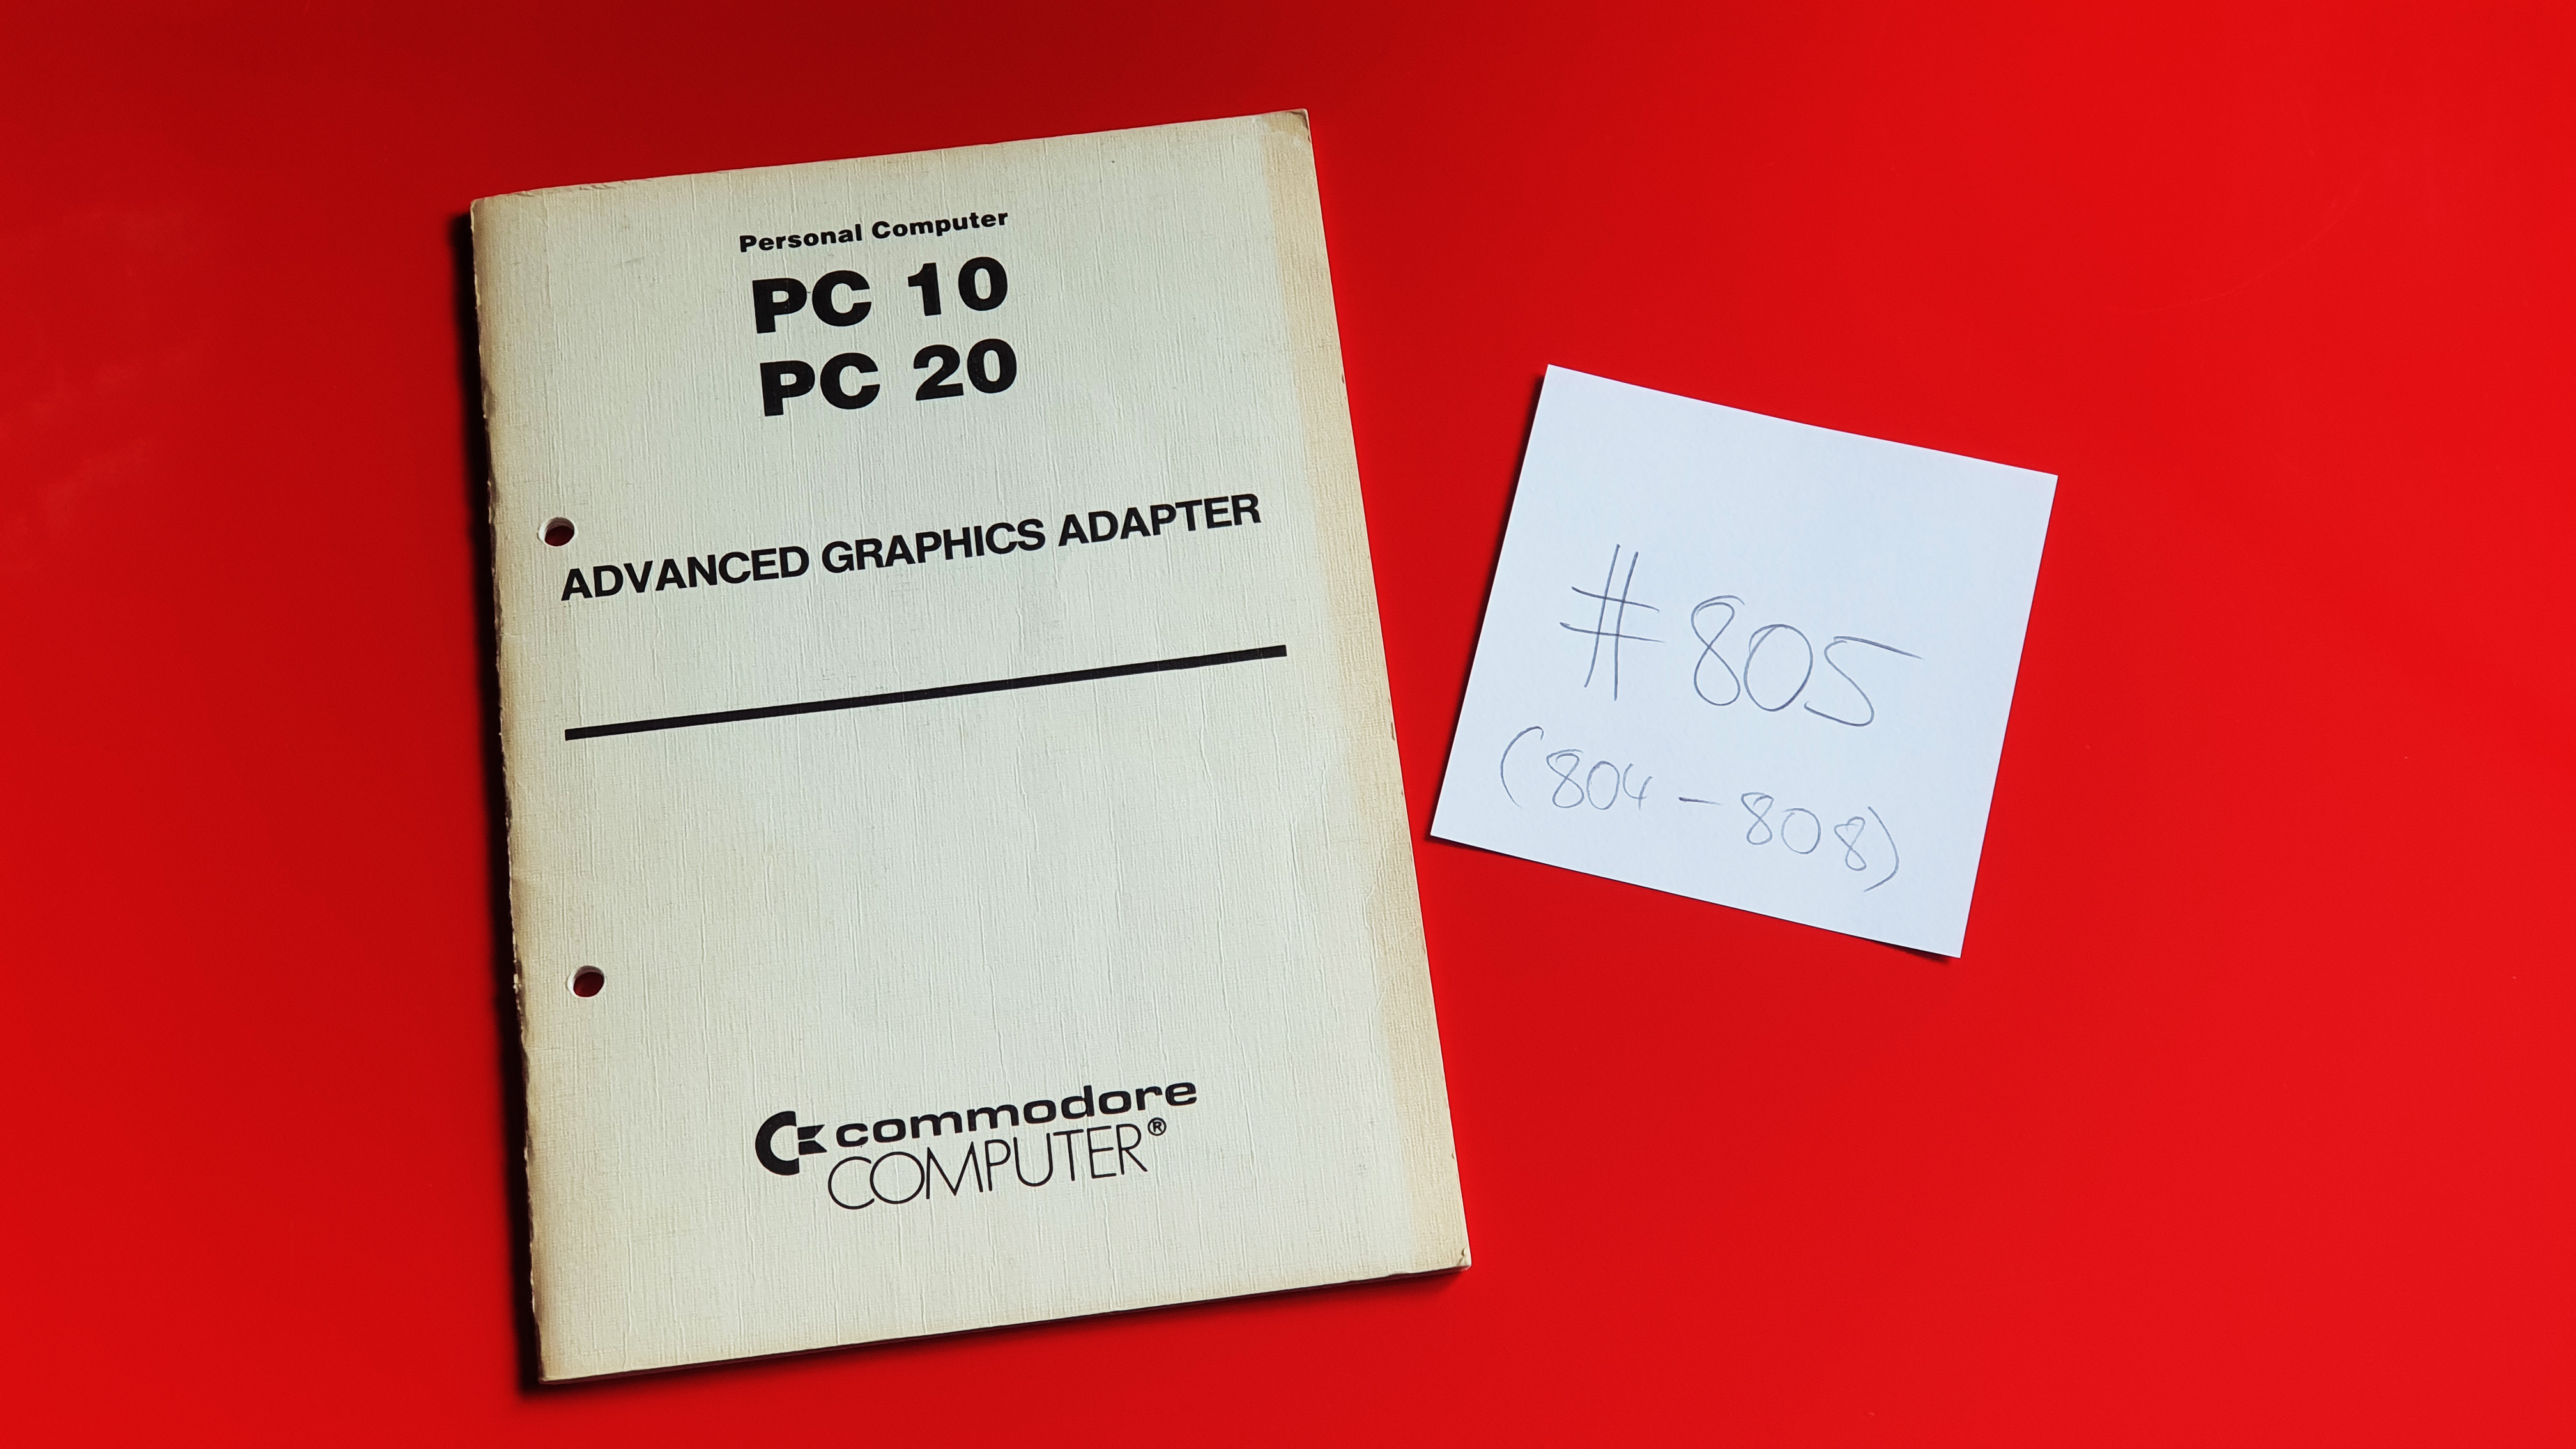 Personal Computer
PC 10
PC 20
ADVANCED GRAPHICS ADAPTER
commodore
COMPUTER®
#805
(804-808)